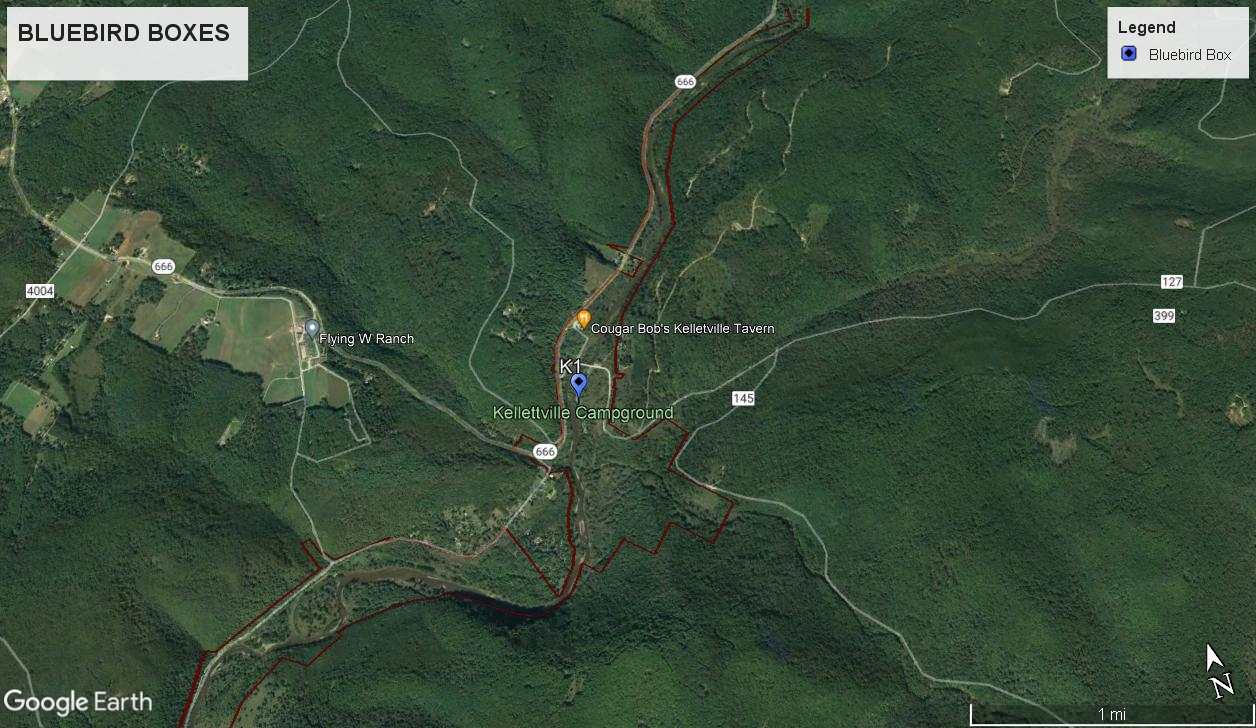 BLUEBIRD BOXES
Legend
Bluebird Box
666
666
4004
127
399
Cougar Bob's Kelletville Tavern
Flying W Ranch
K1
145
Kellettville Campground
666
N
Google Earth
1 mi